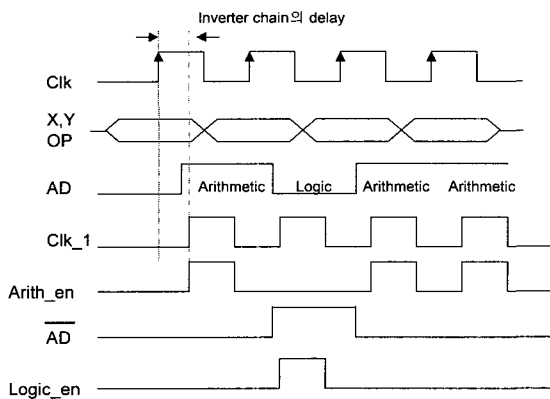 Inverter chain의 delay
Clk
X,Y
OP
AD
Arithmetic
Logic
Arithmetic
Arithmetic
Clk_1
Arith_en
AD
Logic_en